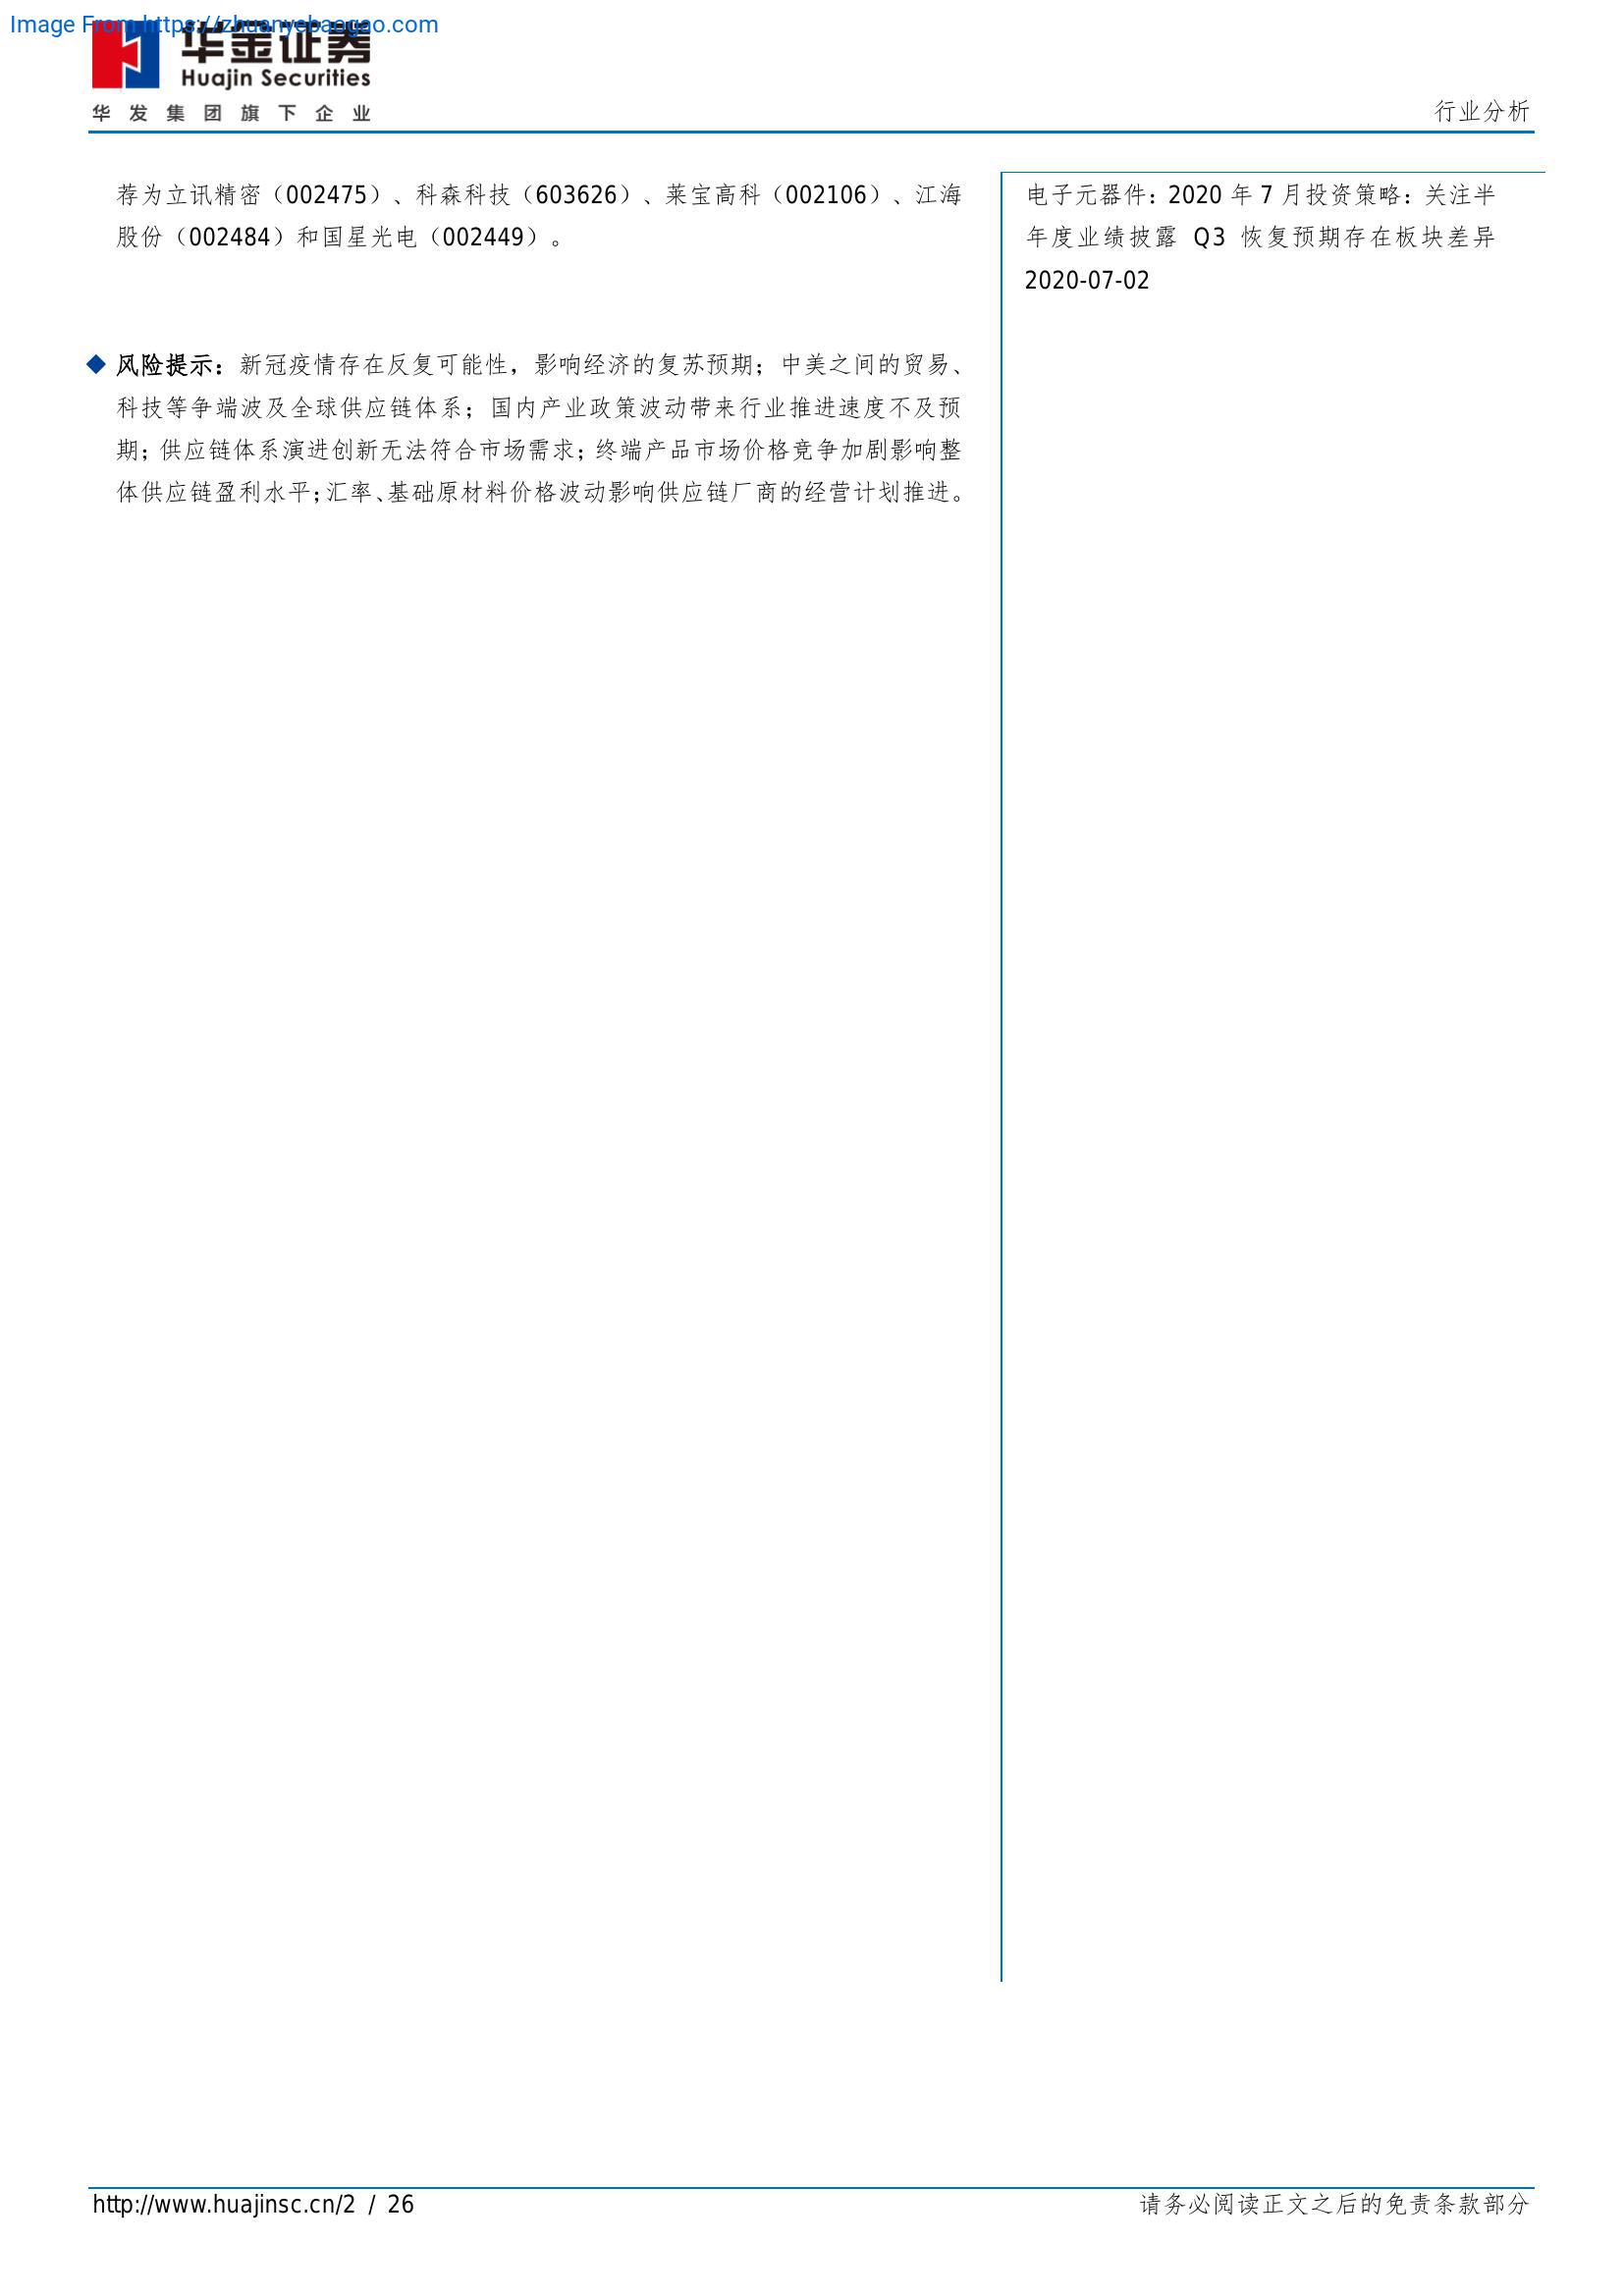 Image From https://zhuanyebaogao.com
华金证券
Huajin Securities
华发集团旗下企业
行业分析
荐为立讯精密（002475）、科森科技（603626）、莱宝高科（002106）、江海
股份（002484）和国星光电（002449）。
◆ 风险提示：新冠疫情存在反复可能性，影响经济的复苏预期；中美之间的贸易、
科技等争端波及全球供应链体系；国内产业政策波动带来行业推进速度不及预
期；供应链体系演进创新无法符合市场需求；终端产品市场价格竞争加剧影响整
体供应链盈利水平；汇率、基础原材料价格波动影响供应链厂商的经营计划推进。
电子元器件：2020 年 7 月投资策略：关注半
年度业绩披露 Q3 恢复预期存在板块差异
2020-07-02
http://www.huajinsc.cn/2 / 26
请务必阅读正文之后的免责条款部分